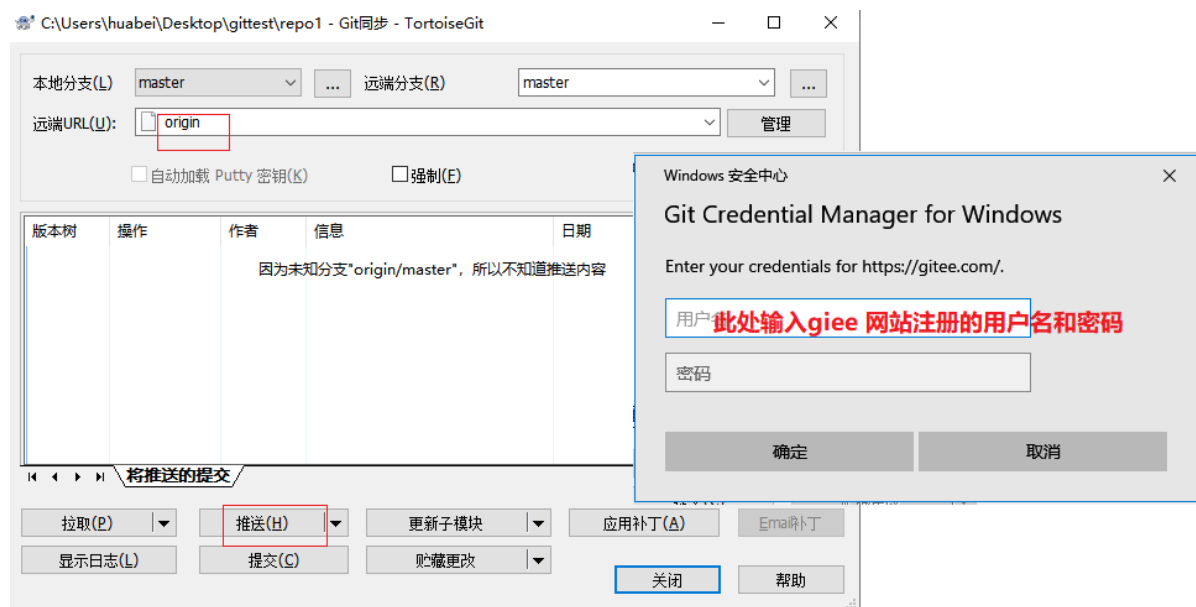 C:\Users\huabei\Desktop\gittest\repo1 - Git同步 - TortoiseGit
本地分支(L) master ... 远端分支(R) master ...
远端URL(U): origin 管理
自动加载 Putty 密钥(K) 强制(F)
版本树 操作 作者 信息 日期
因为未知分支"origin/master"，所以不知道推送内容
将推送的提交
拉取(P) 推送(H) 更新子模块 应用补丁(A) Email补丁
显示日志(L) 提交(C) 贮藏更改
关闭 帮助
Windows 安全中心
Git Credential Manager for Windows
Enter your credentials for https://gitee.com/.
用户名
此处输入giee 网站注册的用户名和密码
密码
确定 取消